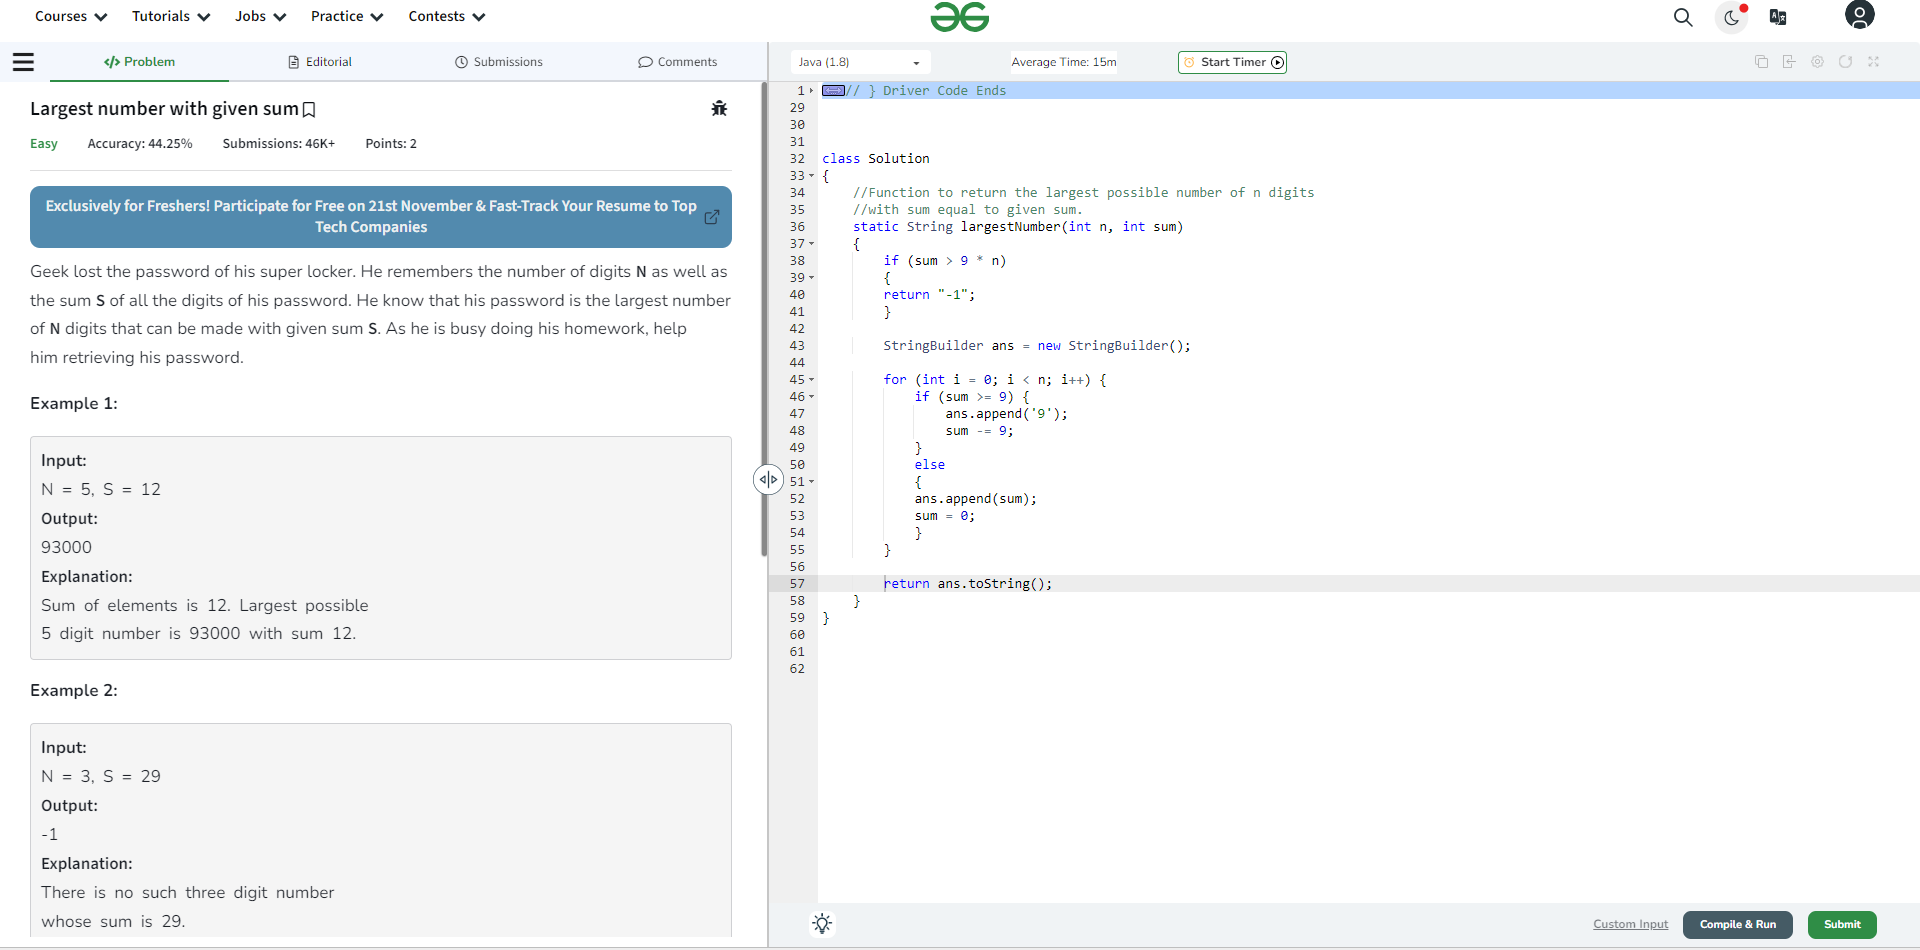 Courses Tutorials Jobs Practice Contests
Problem Editorial Submissions Comments
Largest number with given sum
Easy Accuracy: 44.25% Submissions: 46K+ Points: 2
Exclusively for Freshers! Participate for Free on 21st November & Fast-Track Your Resume to Top
Tech Companies
Geek lost the password of his super locker. He remembers the number of digits N as well as
the sum S of all the digits of his password. He know that his password is the largest number
of N digits that can be made with given sum S. As he is busy doing his homework, help
him retrieving his password.
Example 1:
Input:
N = 5, S = 12
Output:
93000
Explanation:
Sum of elements is 12. Largest possible
5 digit number is 93000 with sum 12.
Example 2:
Input:
N = 3, S = 29
Output:
-1
Explanation:
There is no such three digit number
whose sum is 29.
Java (1.8) Average Time: 15m Start Timer
1 // } Driver Code Ends
29
30
31
32 class Solution
33 {
34 //Function to return the largest possible number of n digits
35 //with sum equal to given sum.
36 static String largestNumber(int n, int sum)
37 {
38 if (sum > 9 * n)
39 {
40 return "-1";
41 }
42
43 StringBuilder ans = new StringBuilder();
44
45 for (int i = 0; i < n; i++) {
46 if (sum >= 9) {
47 ans.append('9');
48 sum -= 9;
49 }
50 else
51 {
52 ans.append(sum);
53 sum = 0;
54 }
55 }
56
57 return ans.toString();
58 }
59 }
60
61
62
Custom Input Compile & Run Submit